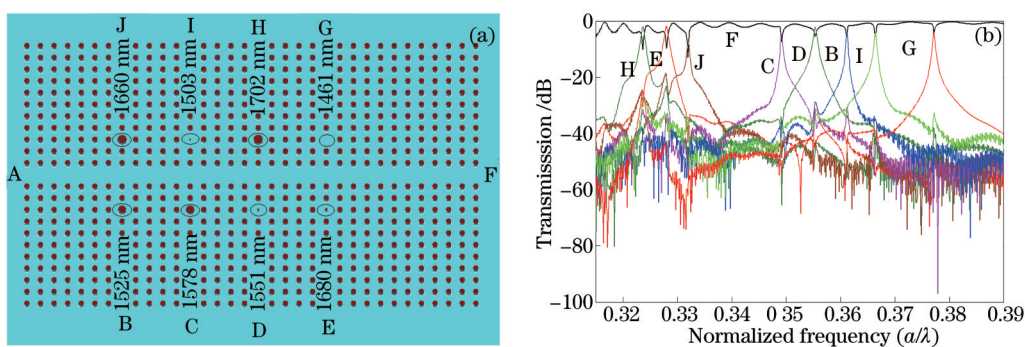 J I H G
(a)
1660 nm
1503 nm
1702 nm
1461 nm
A F
1525 nm
1578 nm
1551 nm
1680 nm
B C D E
(b)
0
−20
−40
−60
−80
−100
Transmisssion /dB
H E J F C D B I G
0.32 0.33 0.34 0.35 0.36 0.37 0.38 0.39
Normalized frequency (a/λ)